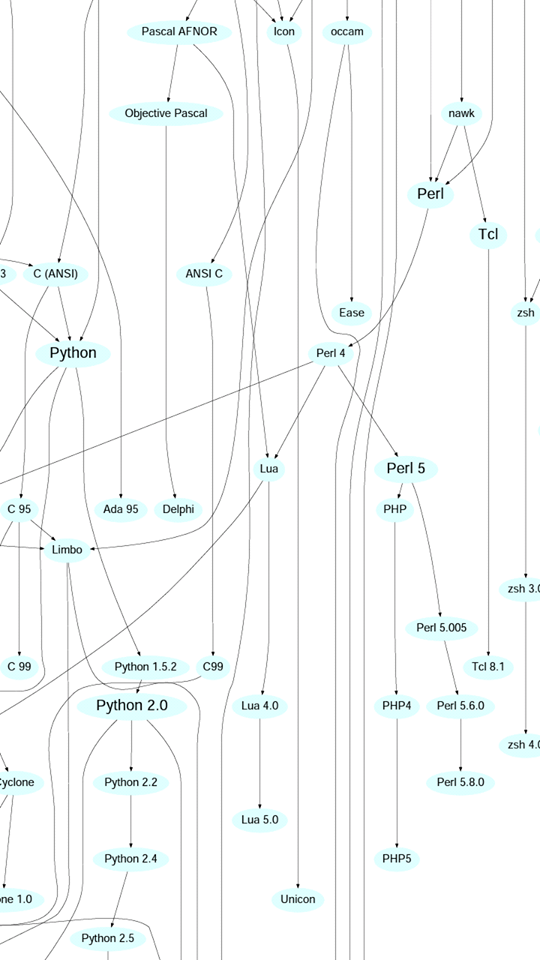 Pascal AFNOR
Icon
occam
Objective Pascal
nawk
Perl
Tcl
3
C (ANSI)
ANSI C
Ease
zsh
Python
Perl 4
Lua
Perl 5
C 95
Ada 95
Delphi
PHP
Limbo
zsh 3.0
Perl 5.005
C 99
Python 1.5.2
C99
Tcl 8.1
Python 2.0
Lua 4.0
PHP4
Perl 5.6.0
zsh 4.0
Cyclone
Python 2.2
Perl 5.8.0
Lua 5.0
Python 2.4
PHP5
one 1.0
Unicon
Python 2.5